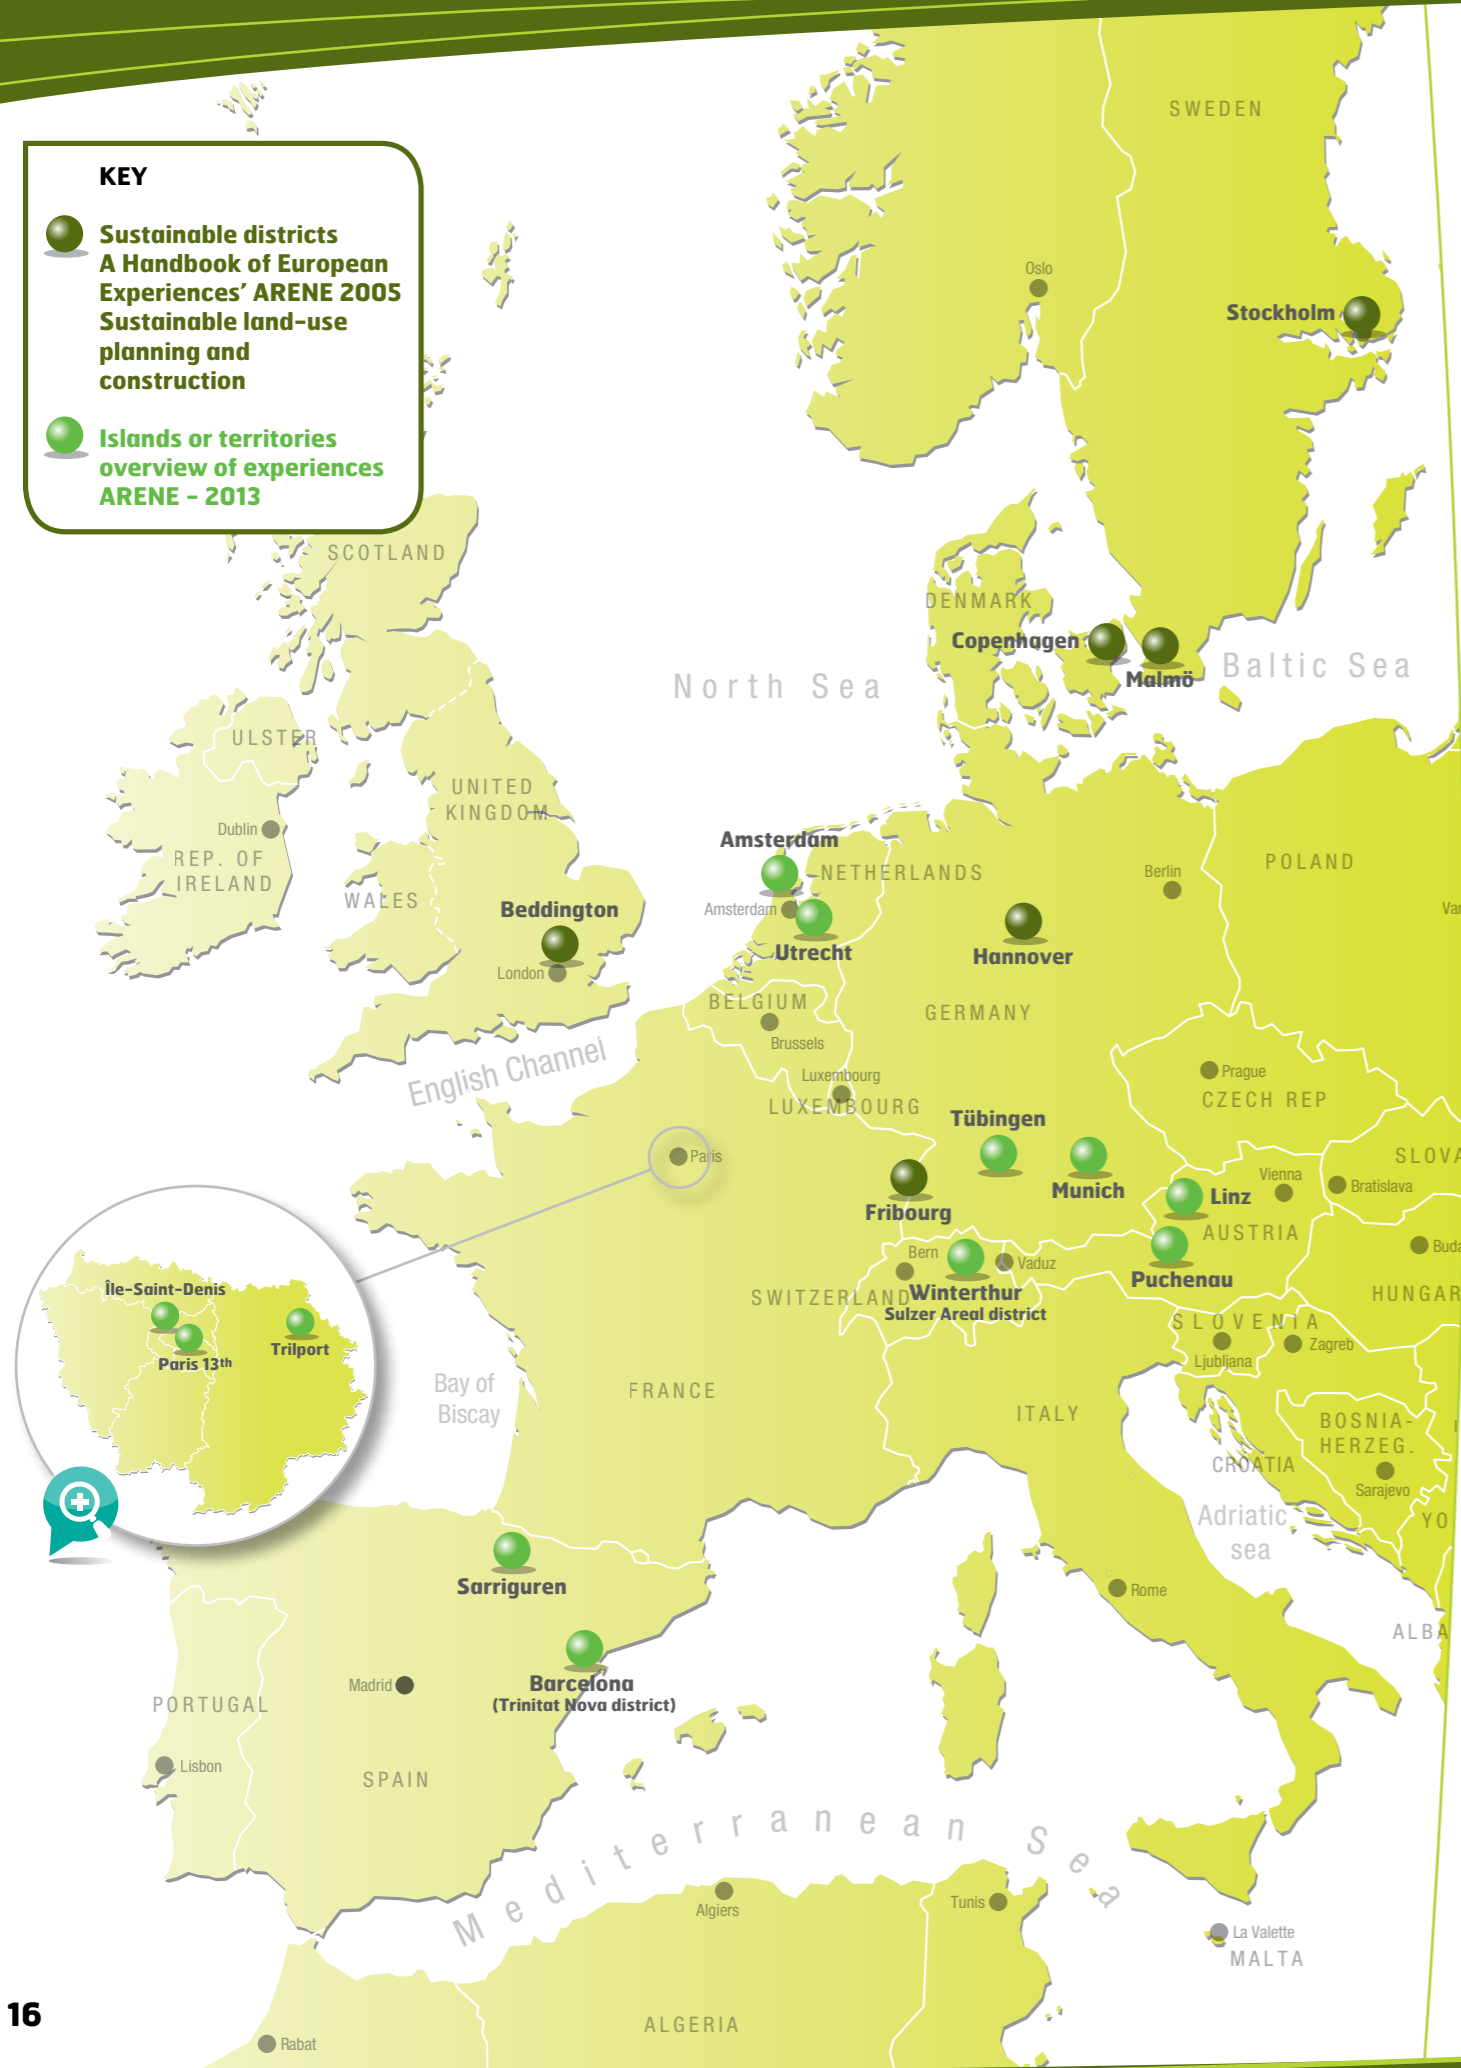 KEY
Sustainable districts
A Handbook of European
Experiences’ ARENE 2005
Sustainable land-use
planning and
construction
Islands or territories
overview of experiences
ARENE - 2013
SWEDEN
Oslo
Stockholm
SCOTLAND
DENMARK
Copenhagen
Malmö
Baltic Sea
North Sea
ULSTER
UNITED
KINGDOM
Dublin
REP. OF
IRELAND
WALES
Beddington
London
Amsterdam
NETHERLANDS
Amsterdam
Utrecht
Berlin
POLAND
Var
Hannover
BELGIUM
Brussels
GERMANY
English Channel
Luxembourg
LUXEMBOURG
Prague
CZECH REP
Tübingen
Paris
Munich
Fribourg
Linz
Vienna
SLOVA
Bratislava
AUSTRIA
Buda
Bern
Vaduz
Puchenau
SWITZERLAND
Winterthur
Sulzer Areal district
HUNGAR
Île-Saint-Denis
Paris 13th
Trilport
SLOVENIA
Ljubljana
Zagreb
Bay of
Biscay
FRANCE
ITALY
BOSNIA-
HERZEG.
CROATIA
Sarajevo
Adriatic
sea
YO
Sarriguren
Rome
ALBA
Barcelona
(Trinitat Nova district)
Madrid
PORTUGAL
Lisbon
SPAIN
Mediterranean Sea
Algiers
Tunis
La Valette
MALTA
16
Rabat
ALGERIA